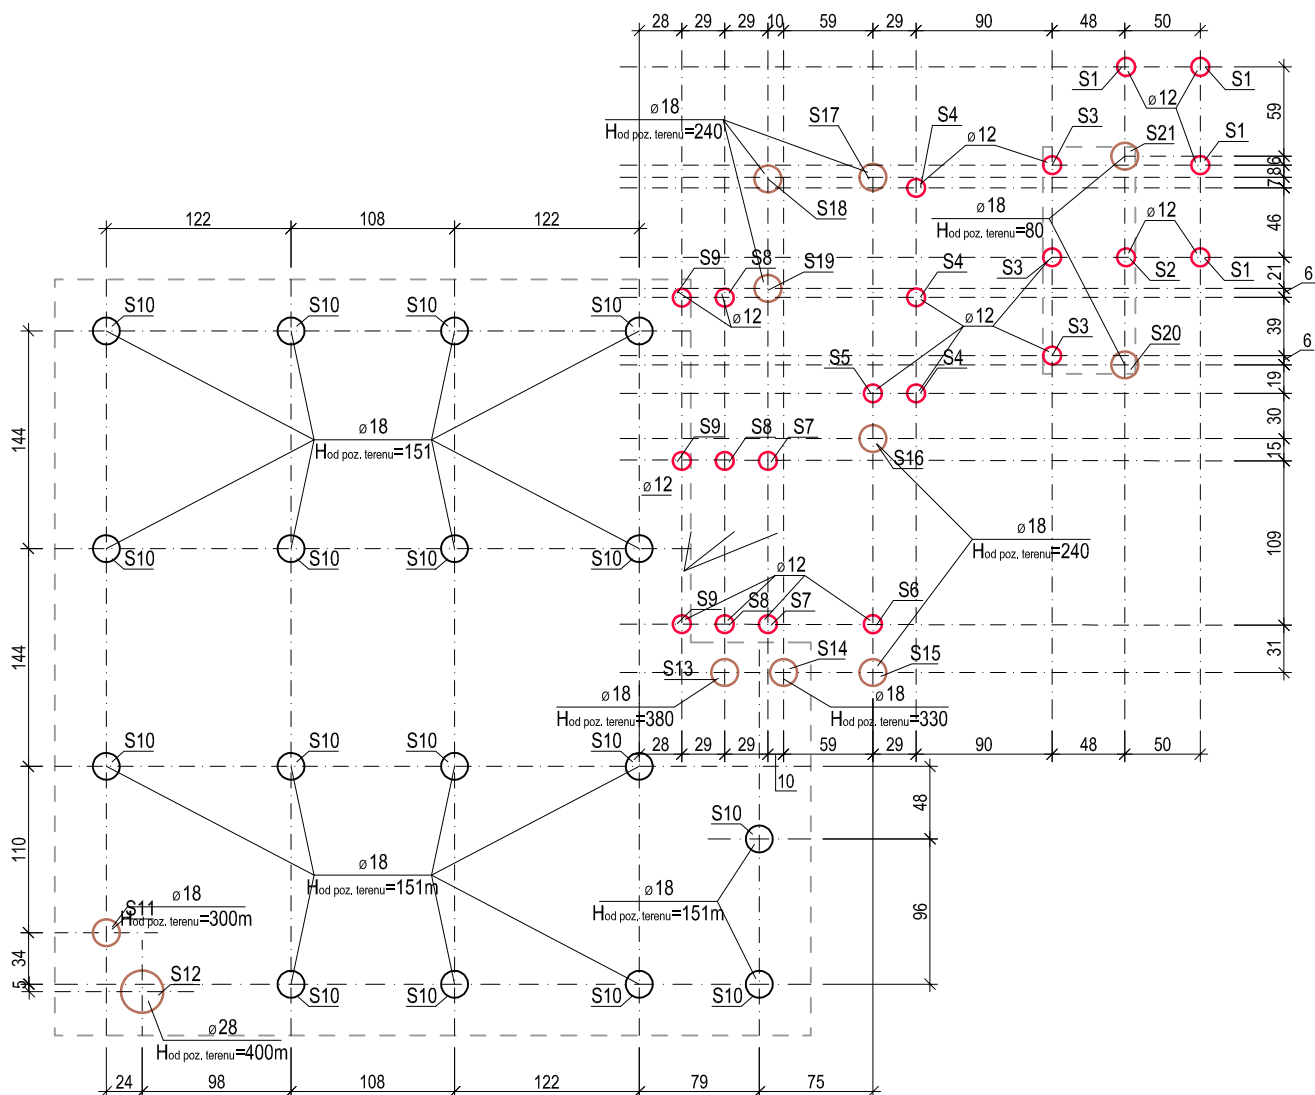 28 29 29 10 59 29 90 48 50
S1 S1
ø12
59
ø18
Hod poz. terenu=240
S17 S4 S3 S21 S1
ø12
8 6
7
S18
ø18
Hod poz. terenu=80
ø12
46
122 108 122
S9 S8 S19 S4 S3 S2 S1
21
6
S10 S10 S10 S10
ø12
ø12
39
S3 S20
6
S5 S4
19
30
144
ø18
Hod poz. terenu=151
S9 S8 S7 S16
15
ø12
ø18
Hod poz. terenu=240
109
S10 S10 S10 S10
ø12
S9 S8 S7 S6
144
31
S13 S14 S15
ø18
Hod poz. terenu=380
ø18
Hod poz. terenu=330
S10 S10 S10 S10
28 29 29 59 29 90 48 50
10
48
S10
110
ø18
Hod poz. terenu=151m
ø18
Hod poz. terenu=151m
96
S11
ø18
Hod poz. terenu=300m
34
S12
5
S10 S10 S10 S10
ø28
Hod poz. terenu=400m
24 98 108 122 79 75